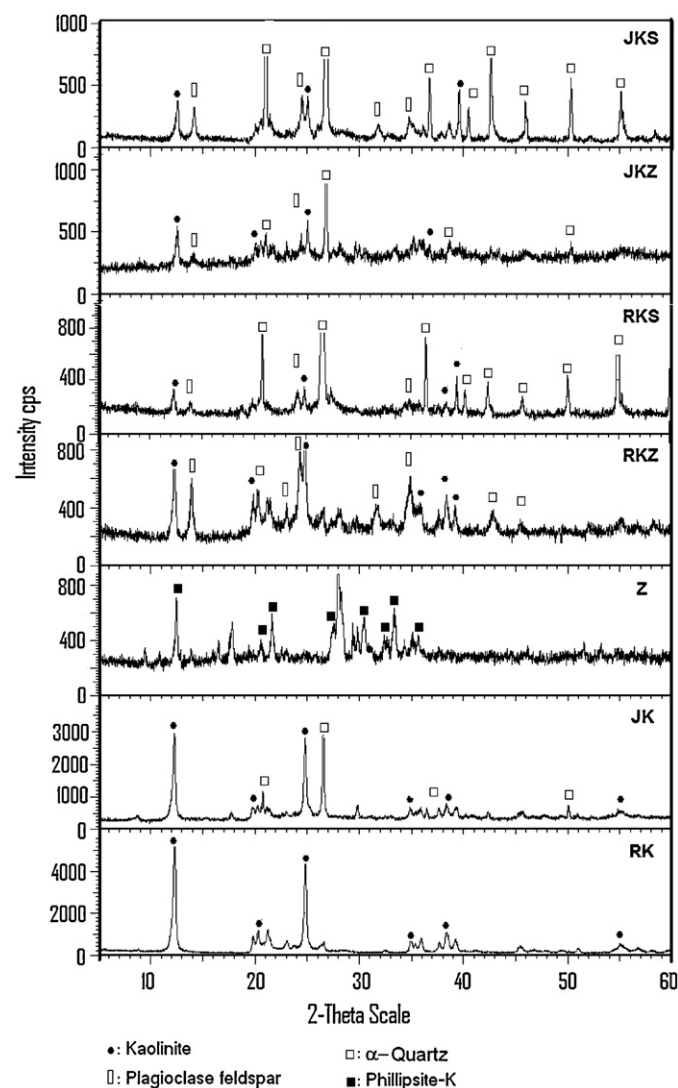 1000
JKS
500
0
1000
JKZ
500
0
800
RKS
400
0
800
RKZ
400
0
800
Z
400
0
3000
JK
2000
1000
0
4000
RK
2000
0
Intensity cps
10 20 30 40 50 60
2-Theta Scale
: Kaolinite
: α-Quartz
: Plagioclase feldspar
: Phillipsite-K